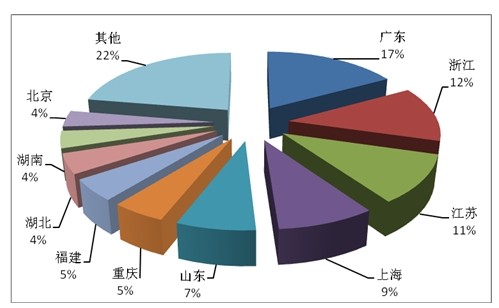 广东
17%
浙江
12%
江苏
11%
上海
9%
山东
7%
重庆
5%
福建
5%
湖北
4%
湖南
4%
北京
4%
其他
22%